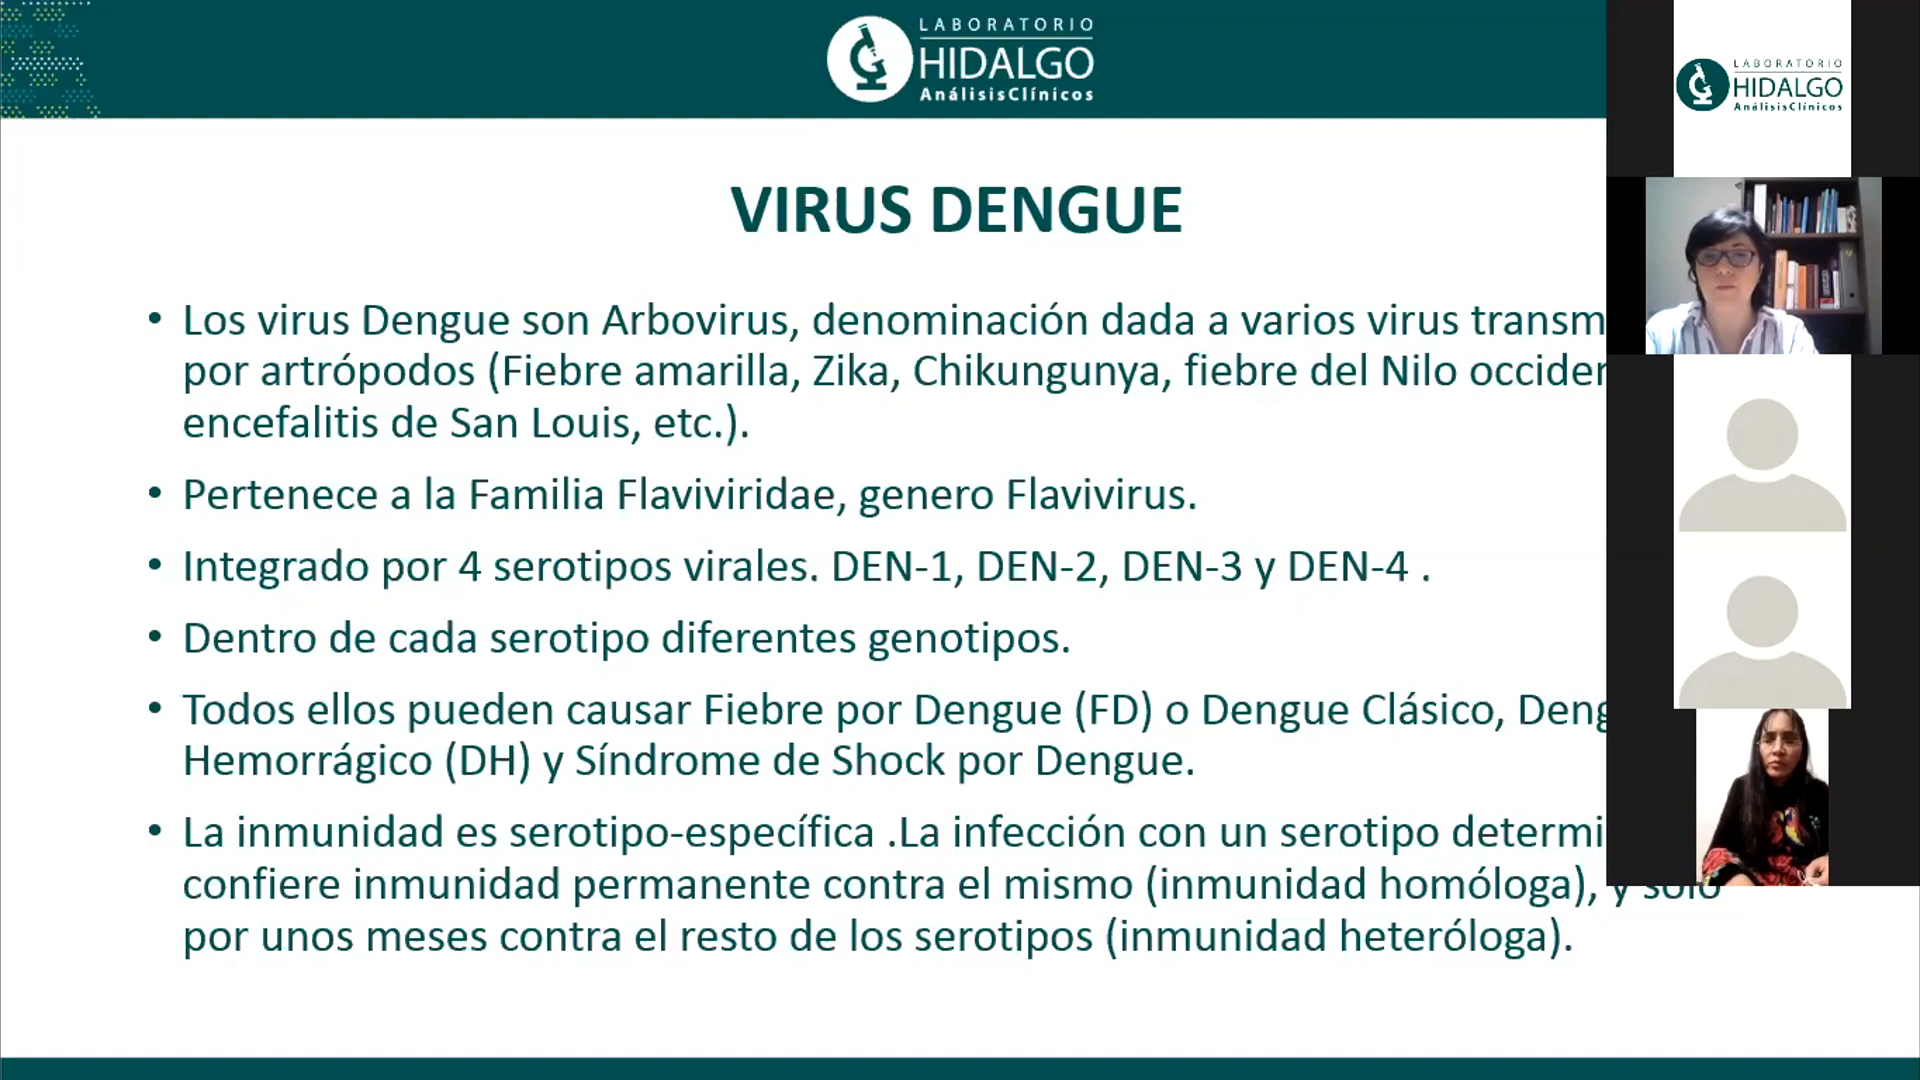 LABORATORIO
HIDALGO
AnálisisClínicos
LABORATORIO
HIDALGO
AnálisisClínicos
VIRUS DENGUE
• Los virus Dengue son Arbovirus, denominación dada a varios virus
por artrópodos (Fiebre amarilla, Zika, Chikungunya, fiebre del Nilo
encefalitis de San Louis, etc.).
• Pertenece a la Familia Flaviviridae, genero Flavivirus.
• Integrado por 4 serotipos virales. DEN-1, DEN-2, DEN-3 y DEN-4 .
• Dentro de cada serotipo diferentes genotipos.
• Todos ellos pueden causar Fiebre por Dengue (FD) o Dengue Clásico,
Hemorrágico (DH) y Síndrome de Shock por Dengue.
• La inmunidad es serotipo-específica .La infección con un serotipo
confiere inmunidad permanente contra el mismo (inmunidad homóloga), y
por unos meses contra el resto de los serotipos (inmunidad heteróloga).